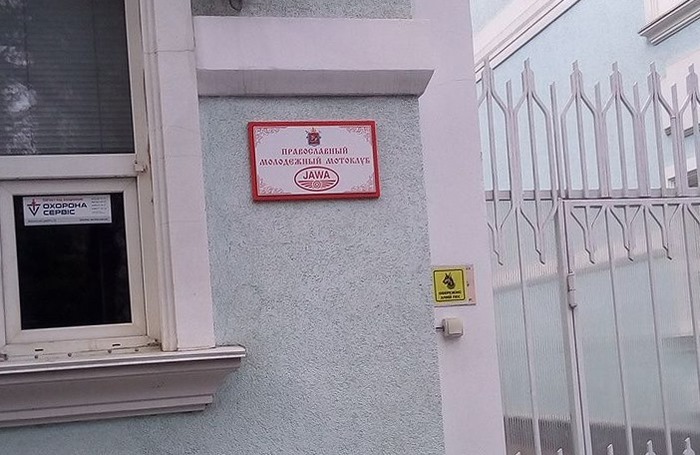 ПРАВОСЛАВНЫЙ
МОЛОДЕЖНЫЙ МОТОКЛУБ
JAWA
ОХОРОНА
СЕРВІС